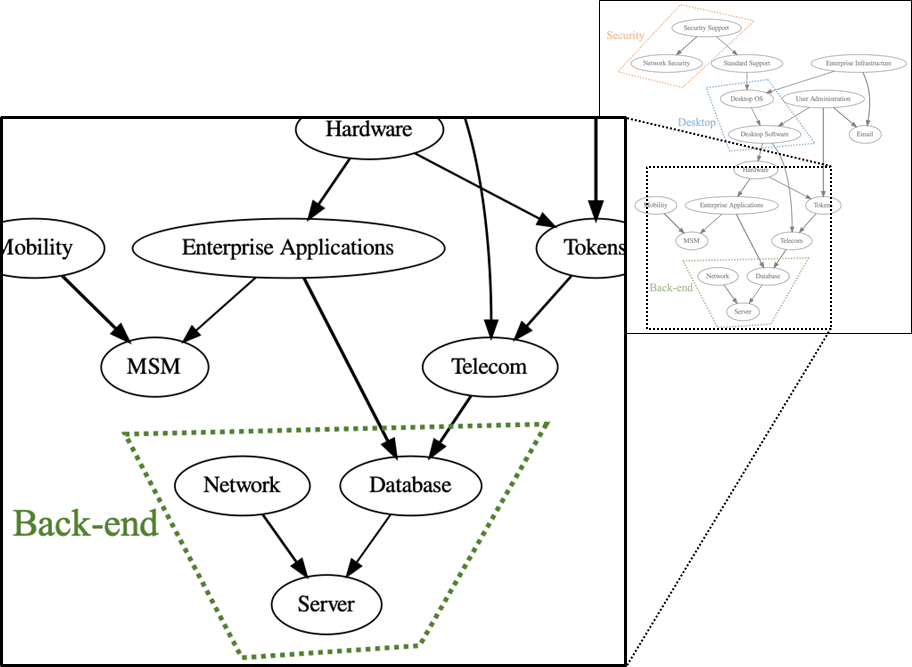 Security
Security Support
Network Security
Standard Support
Enterprise Infrastructure
Desktop OS
User Administration
Desktop
Desktop Software
Email
Hardware
Mobility
Enterprise Applications
Tokens
MSM
Telecom
Back-end
Network
Database
Server
Hardware
Mobility
Enterprise Applications
Tokens
MSM
Telecom
Network
Database
Back-end
Server